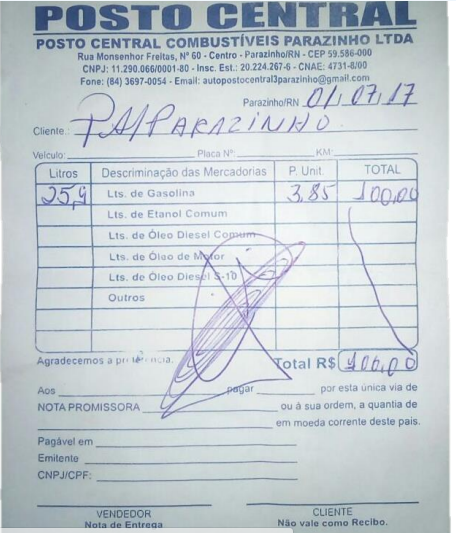 POSTO CENTRAL
POSTO CENTRAL COMBUSTÍVEIS PARAZINHO LTDA
Rua Monsenhor Freitas, Nº 60 - Centro - Parazinho/RN - CEP 59.586-000
CNPJ: 11.290.066/0001-80 - Insc. Est.: 20.224.267-6 - CNAE: 4731-8/00
Fone: (84) 3697-0054 - Email: autopostocentral3parazinho@gmail.com
Parazinho/RN 01,07,17
Cliente: PM/PARAZINHO
Veículo: Placa Nº: KM:
Litros Descriminação das Mercadorias P. Unit. TOTAL
25,9 Lts. de Gasolina 3,85 100,00
Lts. de Etanol Comum
Lts. de Óleo Diesel Comum
Lts. de Óleo de Motor
Lts. de Óleo Diesel S-10
Outros
Agradecemos a preferência. Total R$ 100,00
Aos pagar por esta única via de
NOTA PROMISSORA ou à sua ordem, a quantia de
em moeda corrente deste pais.
Pagável em
Emitente
CNPJ/CPF:
VENDEDOR CLIENTE
Nota de Entrega Não vale como Recibo.